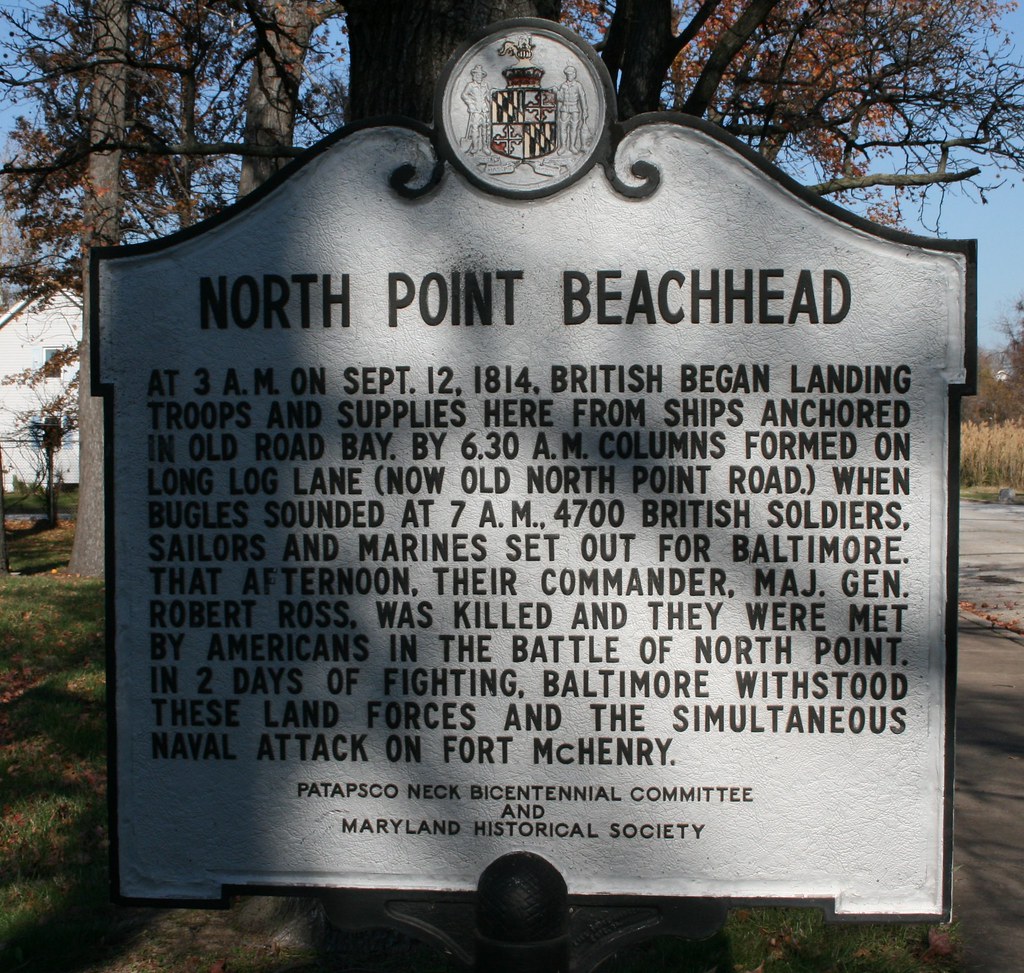 NORTH POINT BEACHHEAD
AT 3 A.M. ON SEPT. 12, 1814, BRITISH BEGAN LANDING
TROOPS AND SUPPLIES HERE FROM SHIPS ANCHORED
IN OLD ROAD BAY. BY 6.30 A.M. COLUMNS FORMED ON
LONG LOG LANE (NOW OLD NORTH POINT ROAD.) WHEN
BUGLES SOUNDED AT 7 A.M., 4700 BRITISH SOLDIERS,
SAILORS AND MARINES SET OUT FOR BALTIMORE.
THAT AFTERNOON, THEIR COMMANDER, MAJ. GEN.
ROBERT ROSS, WAS KILLED AND THEY WERE MET
BY AMERICANS IN THE BATTLE OF NORTH POINT.
IN 2 DAYS OF FIGHTING, BALTIMORE WITHSTOOD
THESE LAND FORCES AND THE SIMULTANEOUS
NAVAL ATTACK ON FORT McHENRY.
PATAPSCO NECK BICENTENNIAL COMMITTEE
AND
MARYLAND HISTORICAL SOCIETY